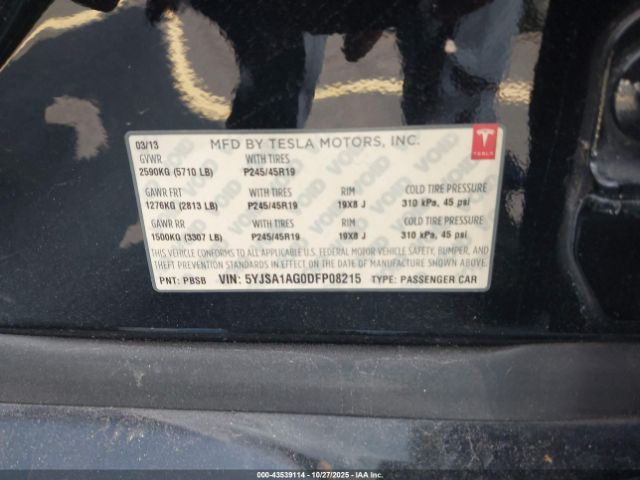 03/13 MFD BY TESLA MOTORS, INC.
GVWR WITH TIRES
2590KG (5710 LB) P245/45R19
GAWR FRT WITH TIRES RIM COLD TIRE PRESSURE
1276KG (2813 LB) P245/45R19 19X8 J 310 kPa, 45 psi
GAWR RR WITH TIRES RIM COLD TIRE PRESSURE
1500KG (3307 LB) P245/45R19 19X8 J 310 kPa, 45 psi
THIS VEHICLE CONFORMS TO ALL APPLICABLE U.S. FEDERAL MOTOR VEHICLE SAFETY, BUMPER, AND
THEFT PREVENTION STANDARDS IN EFFECT ON THE DATE OF MANUFACTURE SHOWN ABOVE.
PNT: PBSB VIN: 5YJSA1AG0DFP08215 TYPE: PASSENGER CAR
TESLA
© 2000-43539114 - 10/27/2025 - IAAI, LLC